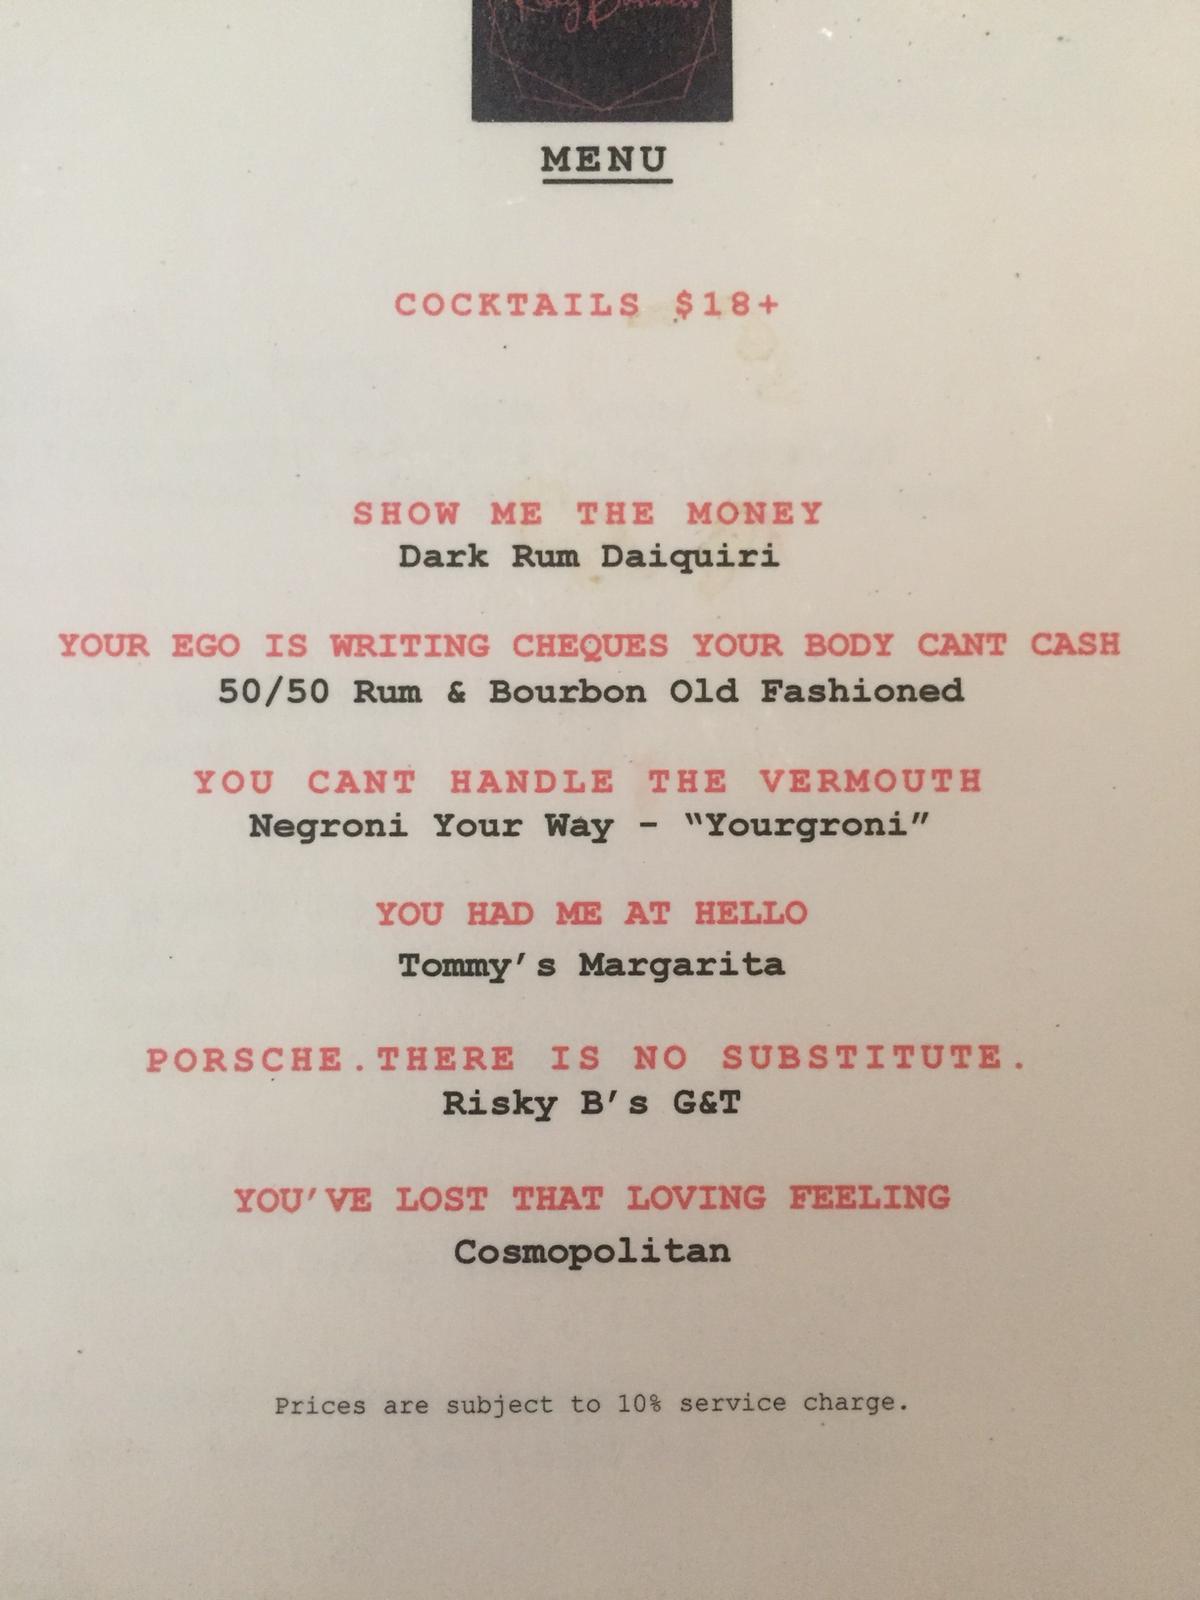 MENU
COCKTAILS $18+
SHOW ME THE MONEY
Dark Rum Daiquiri
YOUR EGO IS WRITING CHEQUES YOUR BODY CANT CASH
50/50 Rum & Bourbon Old Fashioned
YOU CANT HANDLE THE VERMOUTH
Negroni Your Way - “Yourgroni”
YOU HAD ME AT HELLO
Tommy’s Margarita
PORSCHE.THERE IS NO SUBSTITUTE.
Risky B’s G&T
YOU’VE LOST THAT LOVING FEELING
Cosmopolitan
Prices are subject to 10% service charge.